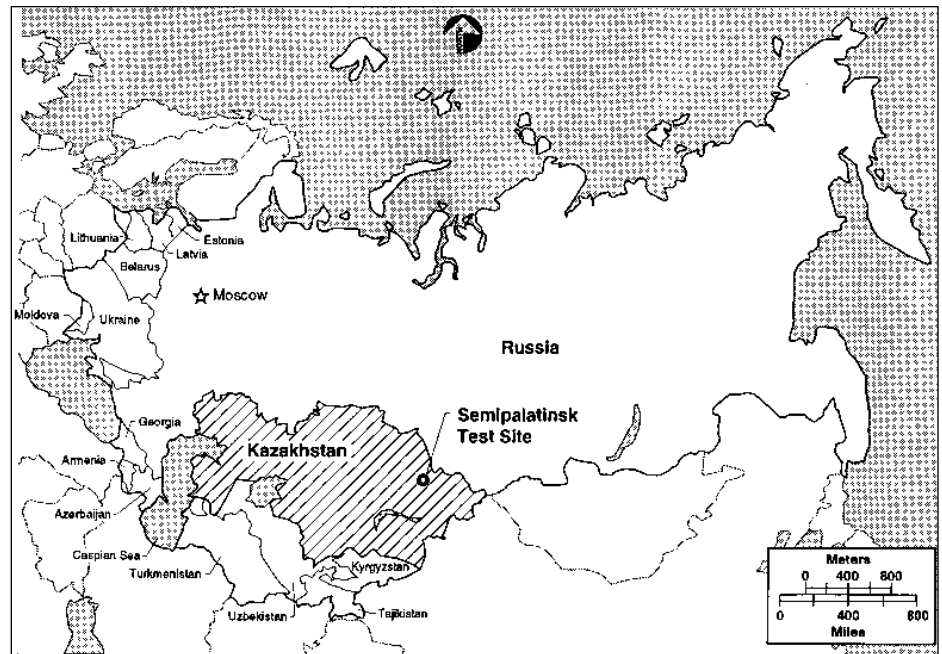 Lithuania
Estonia
Latvia
Belarus
Moscow
Moldova
Ukraine
Russia
Georgia
Semipalatinsk
Test Site
Kazakhstan
Armenia
Azerbaijan
Caspian Sea
Turkmenistan
Kyrgyzstan
Uzbekistan
Tajikistan
Meters
0 400 800
0 400 800
Miles